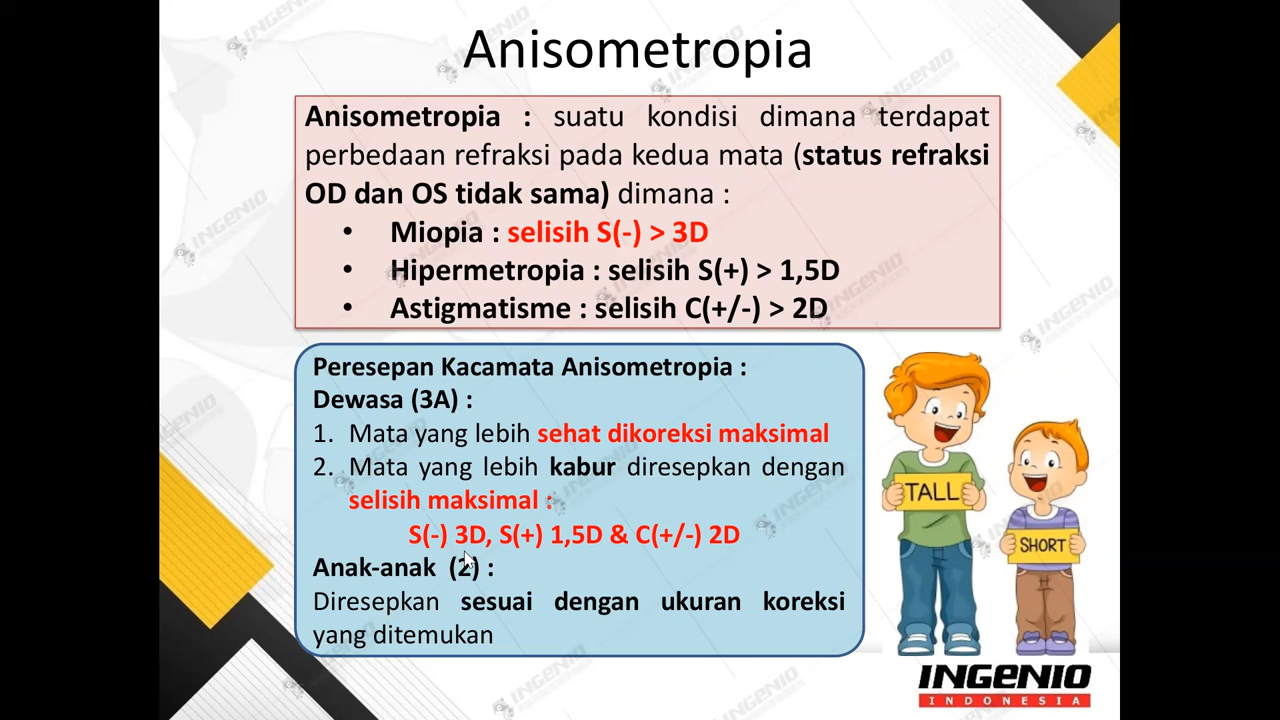 Anisometropia
Anisometropia : suatu kondisi dimana terdapat
perbedaan refraksi pada kedua mata (status refraksi
OD dan OS tidak sama) dimana :
• Miopia : selisih S(-) > 3D
• Hipermetropia : selisih S(+) > 1,5D
• Astigmatisme : selisih C(+/-) > 2D
Peresepan Kacamata Anisometropia :
Dewasa (3A) :
1. Mata yang lebih sehat dikoreksi maksimal
2. Mata yang lebih kabur diresepkan dengan
selisih maksimal :
S(-) 3D, S(+) 1,5D & C(+/-) 2D
Anak-anak (2) :
Diresepkan sesuai dengan ukuran koreksi
yang ditemukan
TALL
SHORT
INGENIO
INDONESIA